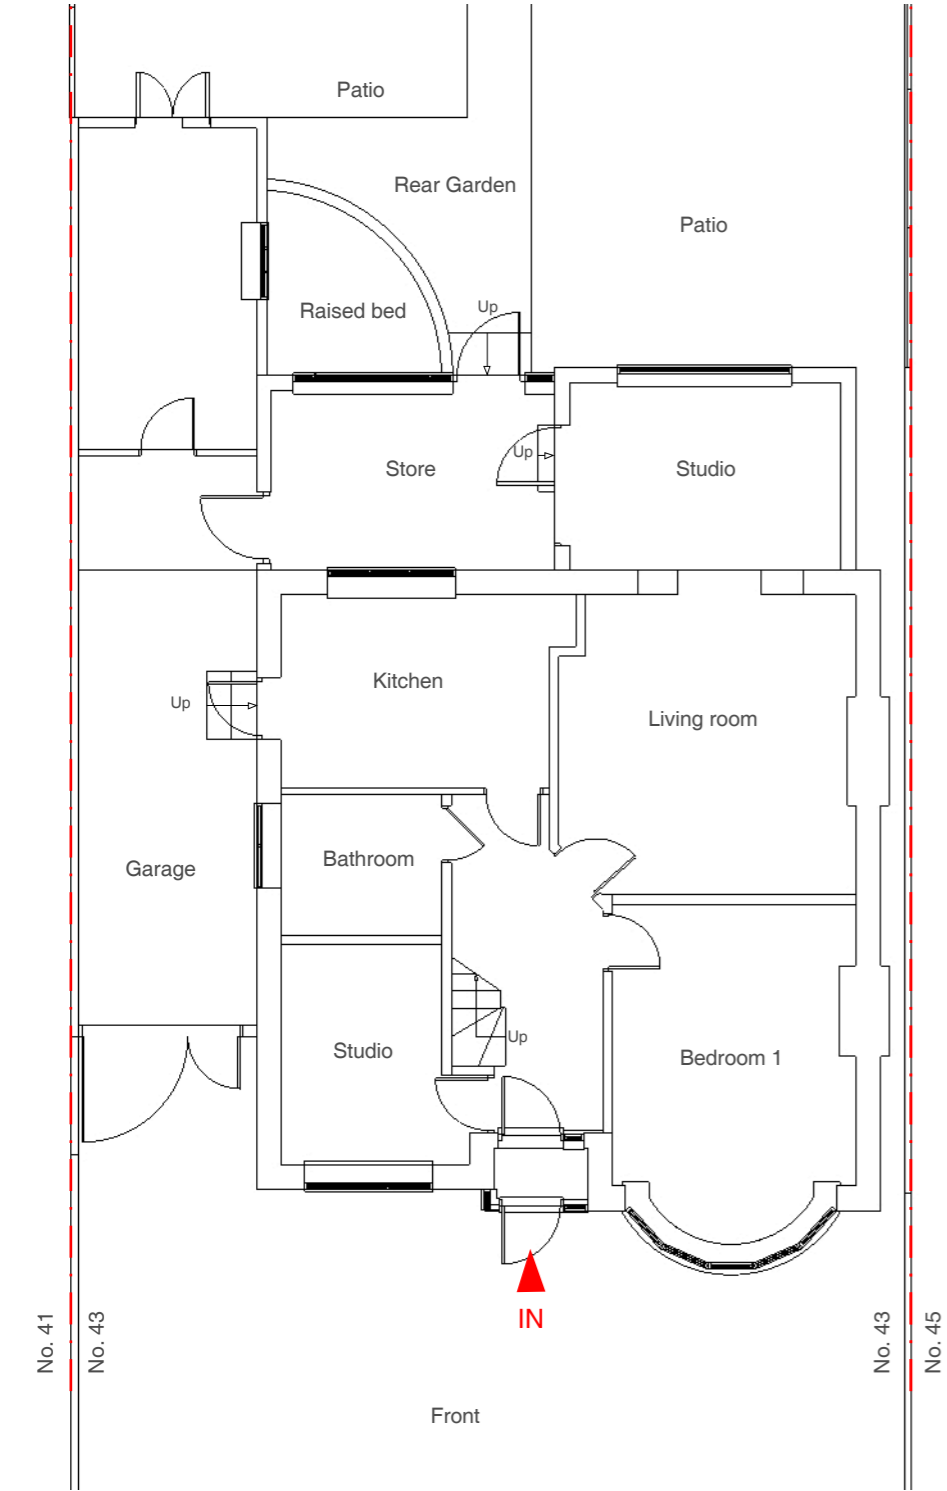 Patio
Rear Garden
Patio
Up
Raised bed
Up
Store
Studio
Kitchen
Up
Living room
Bathroom
Garage
Up
Studio
Bedroom 1
IN
No. 41
No. 43
No. 43
No. 45
Front